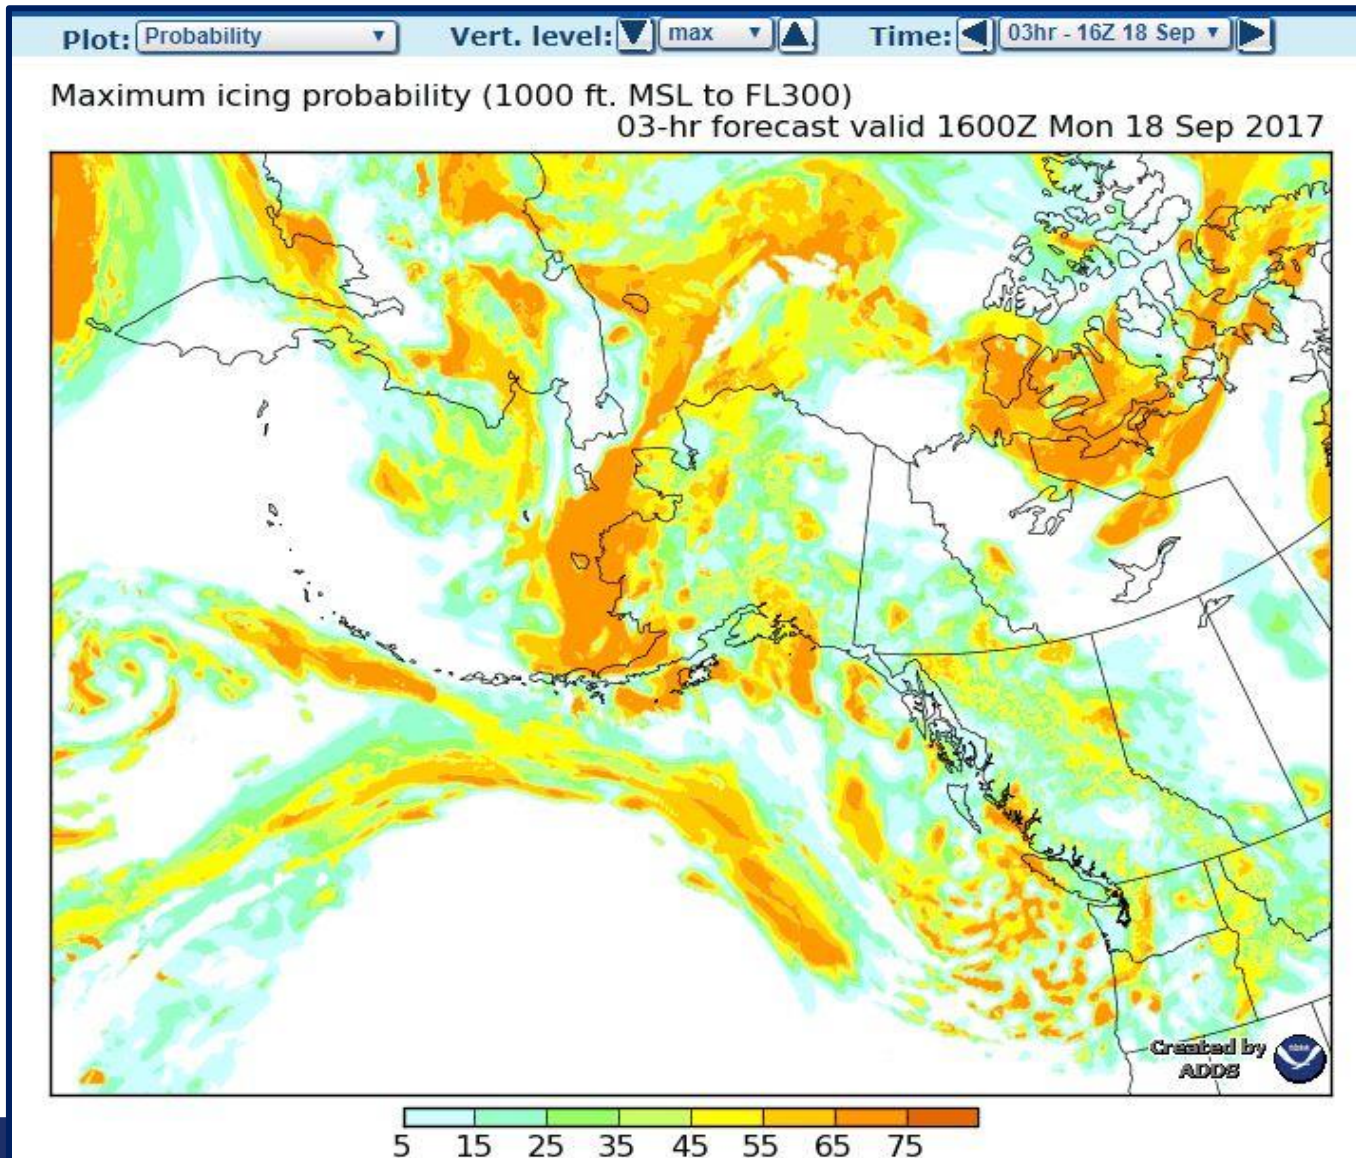 Plot: Probability Vert. level: max Time: 03hr - 16Z 18 Sep
Maximum icing probability (1000 ft. MSL to FL300)
03-hr forecast valid 1600Z Mon 18 Sep 2017
Created by
ADDS
5 15 25 35 45 55 65 75